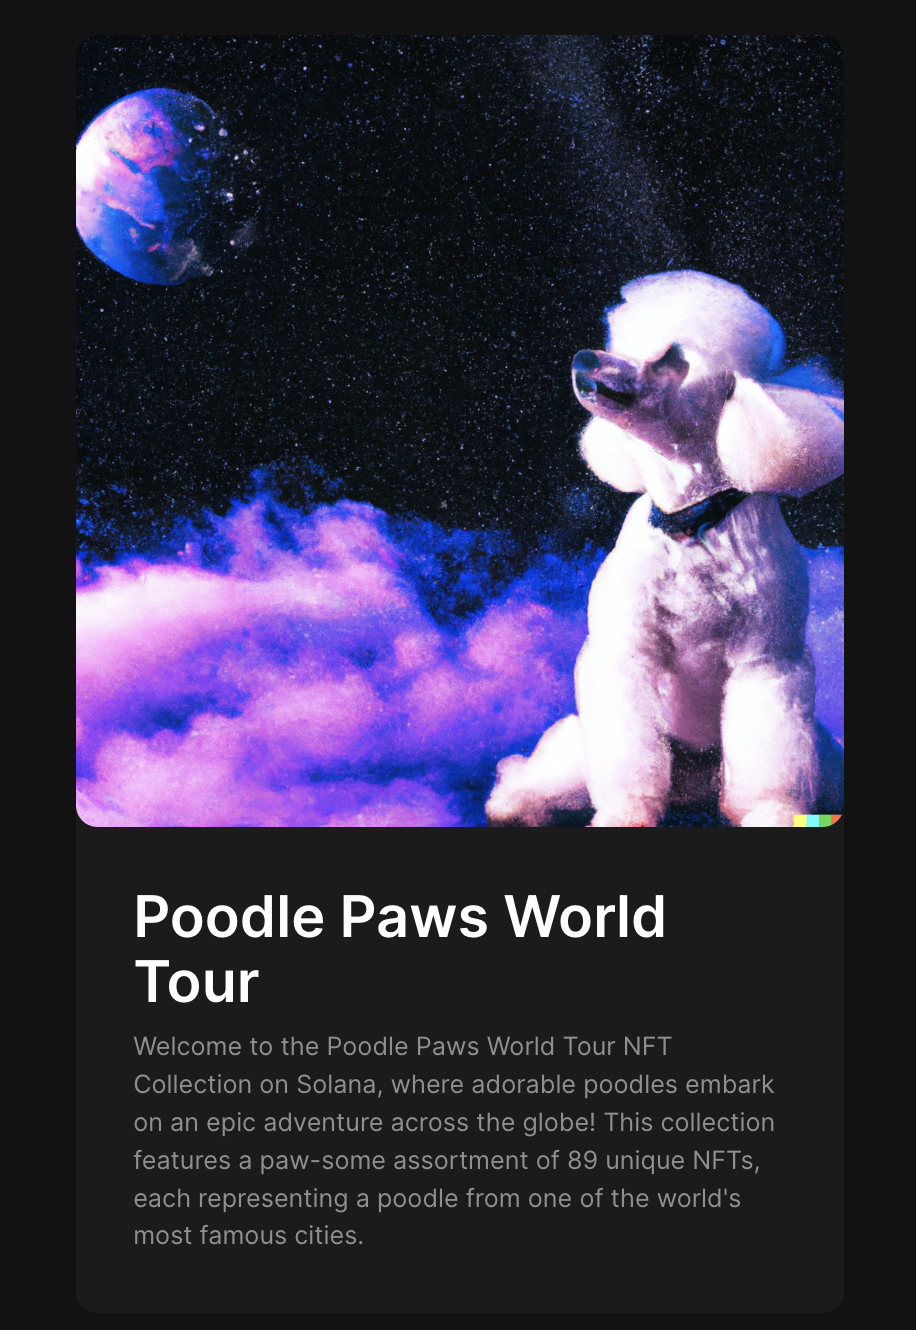 Poodle Paws World
Tour
Welcome to the Poodle Paws World Tour NFT
Collection on Solana, where adorable poodles embark
on an epic adventure across the globe! This collection
features a paw-some assortment of 89 unique NFTs,
each representing a poodle from one of the world's
most famous cities.